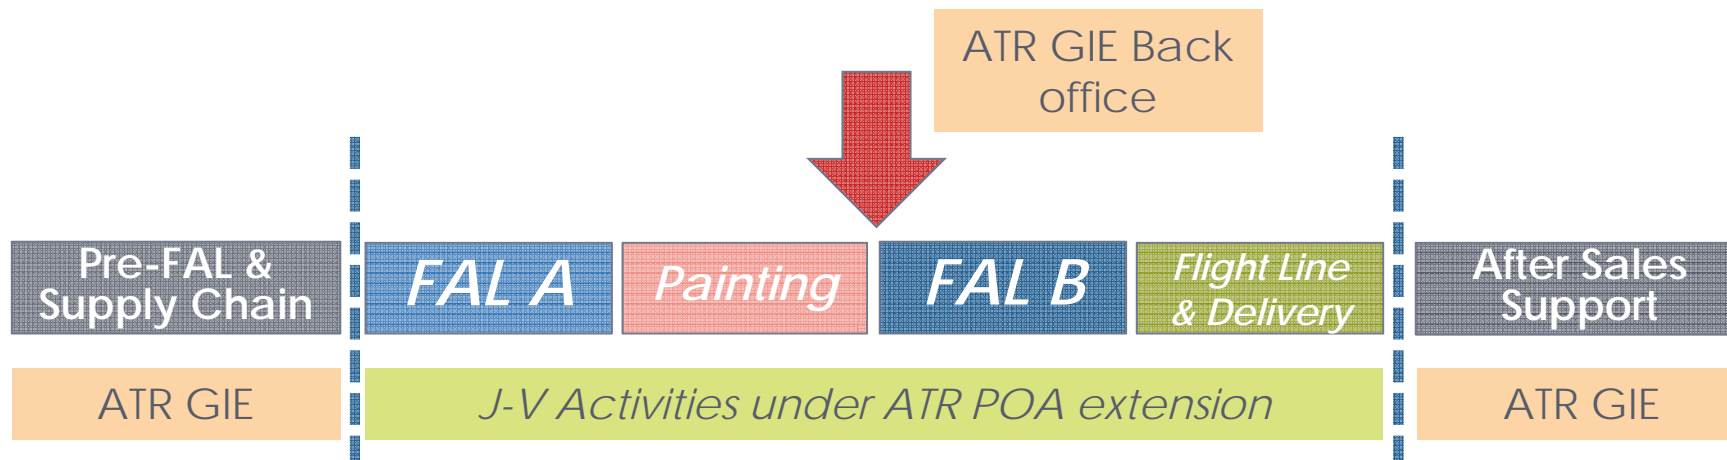 ATR GIE Back
office
Pre-FAL &
Supply Chain
FAL A
Painting
FAL B
Flight Line
& Delivery
After Sales
Support
ATR GIE
J-V Activities under ATR POA extension
ATR GIE